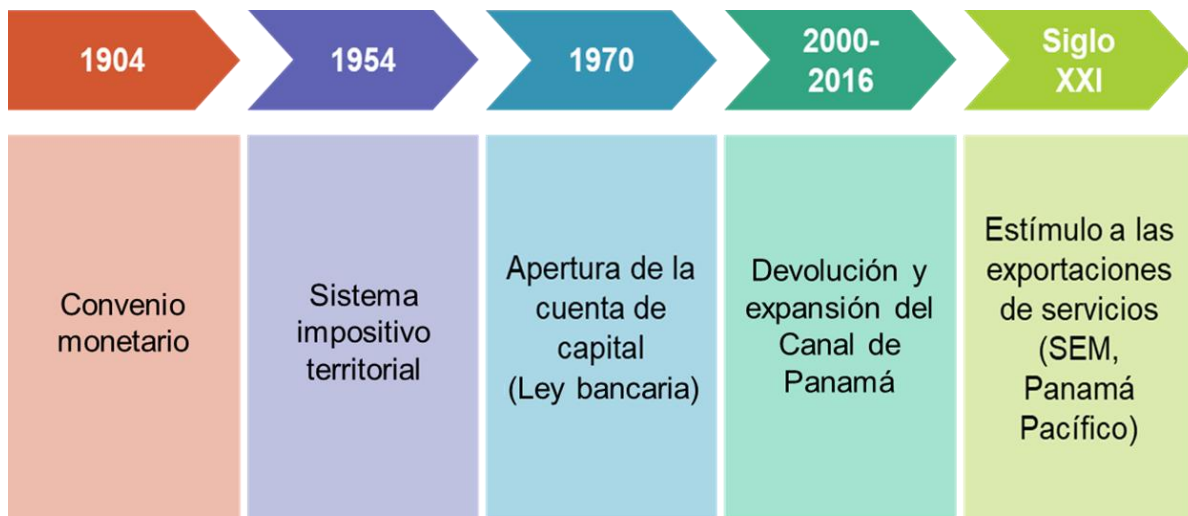 1904
1954
1970
2000-
2016
Siglo
XXI
Convenio
monetario
Sistema
impositivo
territorial
Apertura de la
cuenta de
capital
(Ley bancaria)
Devolución y
expansión del
Canal de
Panamá
Estímulo a las
exportaciones
de servicios
(SEM,
Panamá
Pacífico)